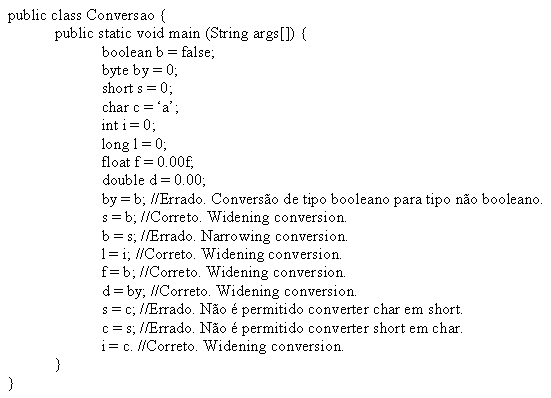 public class Conversao {
public static void main (String args[]) {
boolean b = false;
byte by = 0;
short s = 0;
char c = ‘a’;
int i = 0;
long l = 0;
float f = 0.00f;
double d = 0.00;
by = b; //Errado. Conversão de tipo booleano para tipo não booleano.
s = b; //Correto. Widening conversion.
b = s; //Errado. Narrowing conversion.
l = i; //Correto. Widening conversion.
f = b; //Correto. Widening conversion.
d = by; //Correto. Widening conversion.
s = c; //Errado. Não é permitido converter char em short.
c = s; //Errado. Não é permitido converter short em char.
i = c. //Correto. Widening conversion.
}
}